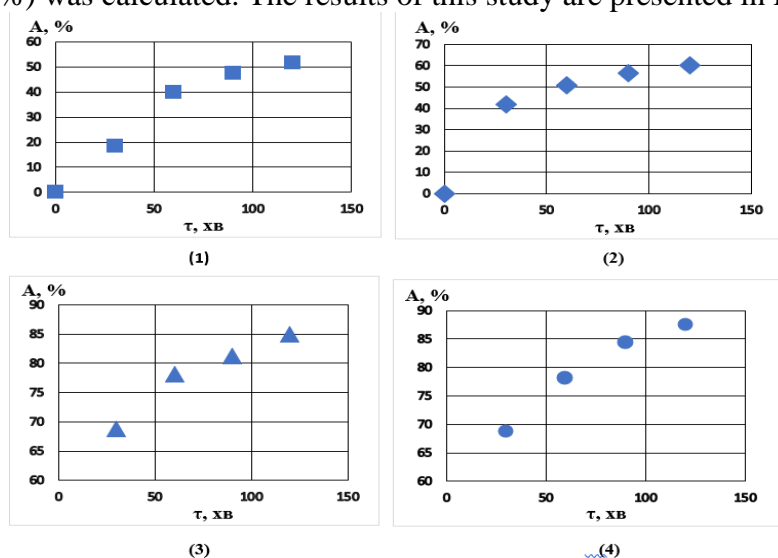 %) was calculated. The results of this study are presented in
A, %
60
50
40
30
20
10
0
0 50 100 150
τ, хв
(1)
A, %
70
60
50
40
30
20
10
0
0 50 100 150
τ, хв
(2)
A, %
90
85
80
75
70
65
60
0 50 100 150
τ, хв
(3)
A, %
90
85
80
75
70
65
60
0 50 100 150
τ, хв
(4)